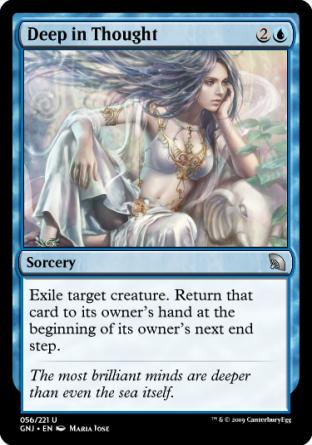 Deep in Thought 2
Sorcery
Exile target creature. Return that
card to its owner's hand at the
beginning of its owner's next end
step.
The most brilliant minds are deeper
than even the sea itself.
056/221 U
GNJ • EN Maria Jose
™ & © 2019 CanterburyEgg